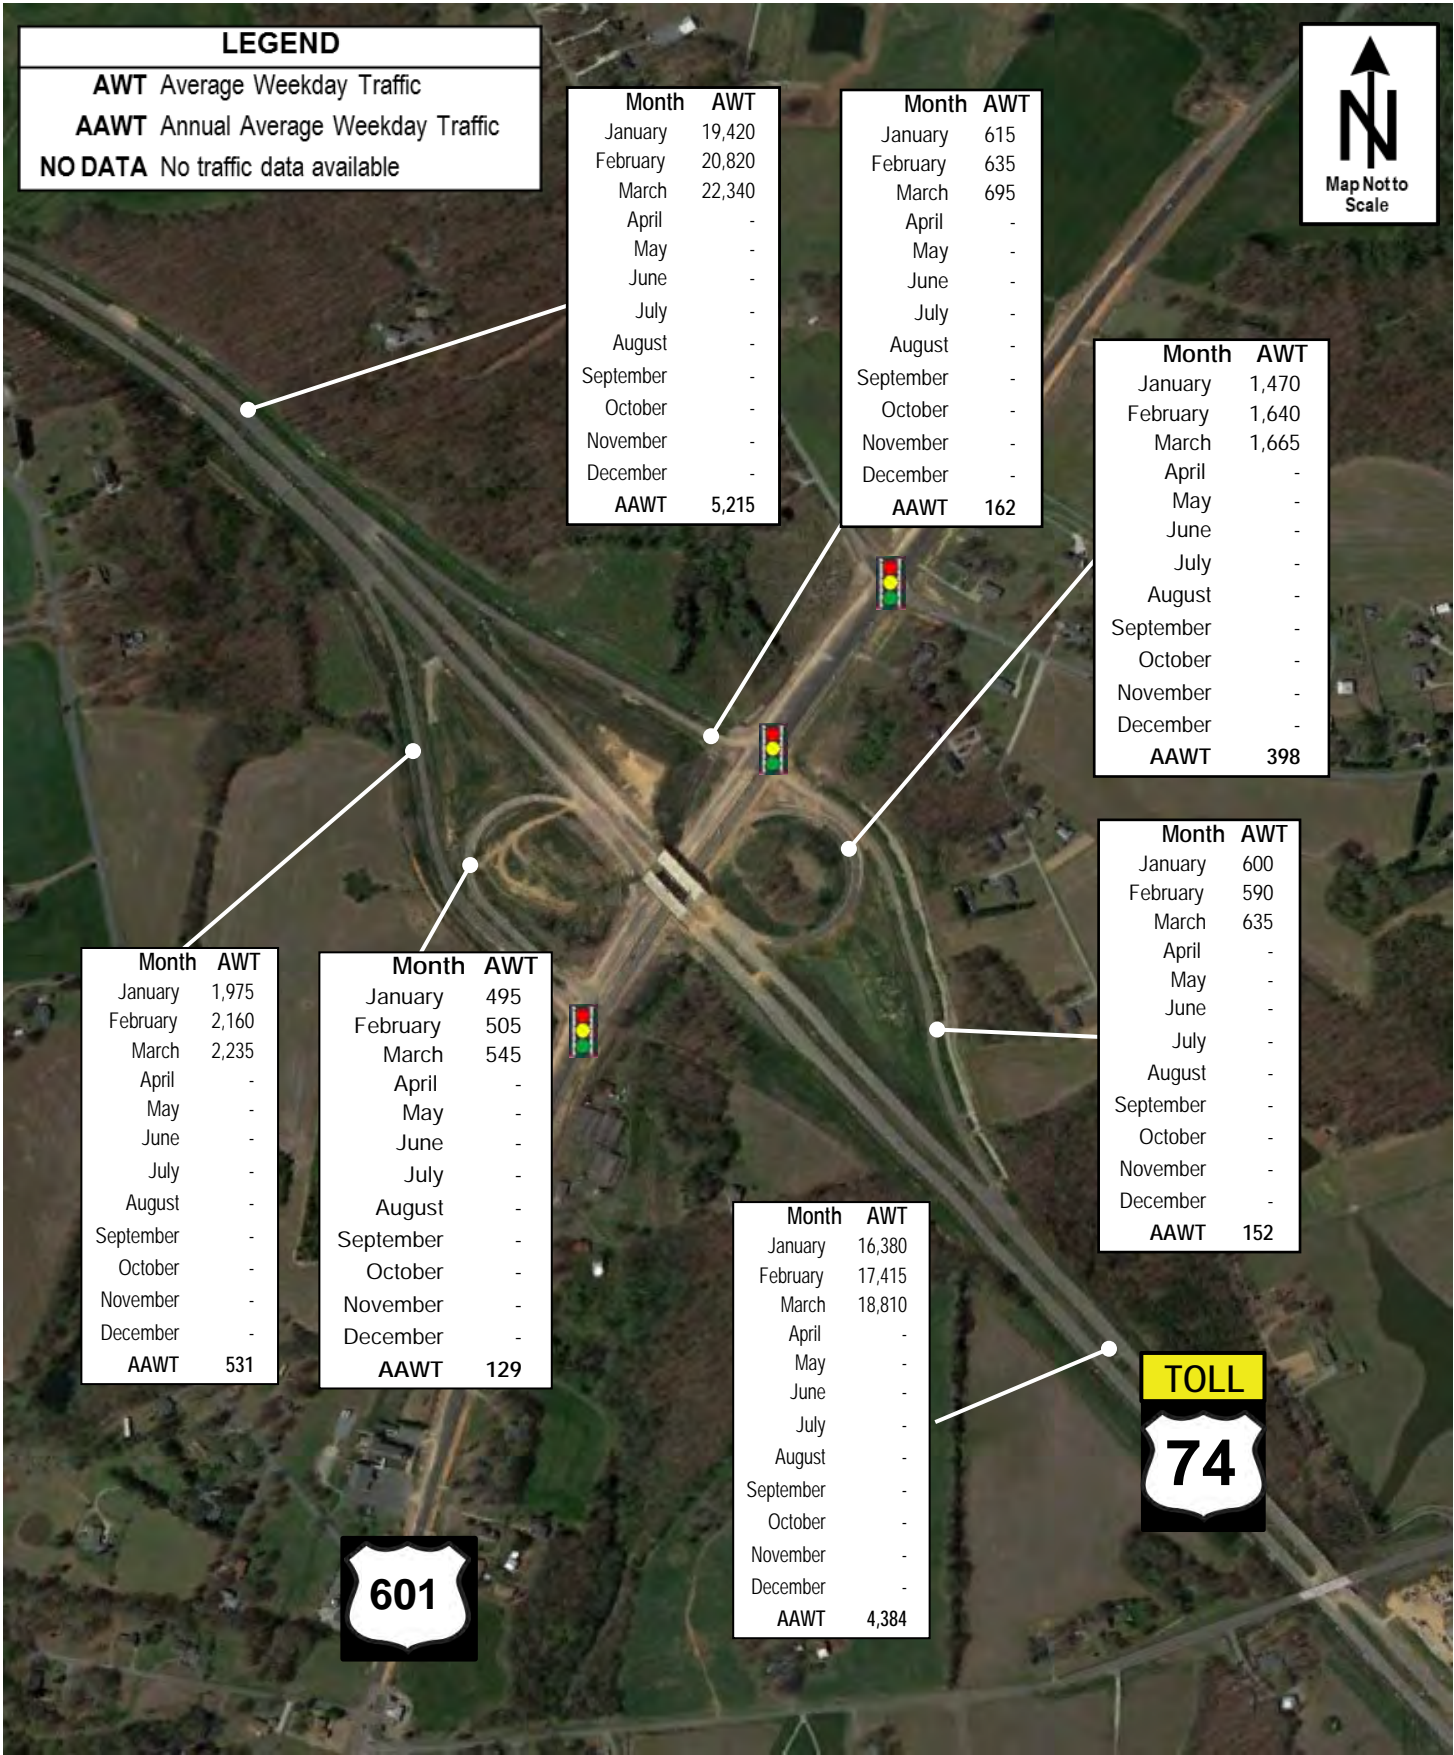 LEGEND
AWT Average Weekday Traffic
AAWT Annual Average Weekday Traffic
NO DATA No traffic data available
Map Not to
Scale
Month AWT
January 19,420
February 20,820
March 22,340
April -
May -
June -
July -
August -
September -
October -
November -
December -
AAWT 5,215
Month AWT
January 615
February 635
March 695
April -
May -
June -
July -
August -
September -
October -
November -
December -
AAWT 162
Month AWT
January 1,470
February 1,640
March 1,665
April -
May -
June -
July -
August -
September -
October -
November -
December -
AAWT 398
Month AWT
January 600
February 590
March 635
April -
May -
June -
July -
August -
September -
October -
November -
December -
AAWT 152
Month AWT
January 1,975
February 2,160
March 2,235
April -
May -
June -
July -
August -
September -
October -
November -
December -
AAWT 531
Month AWT
January 495
February 505
March 545
April -
May -
June -
July -
August -
September -
October -
November -
December -
AAWT 129
Month AWT
January 16,380
February 17,415
March 18,810
April -
May -
June -
July -
August -
September -
October -
November -
December -
AAWT 4,384
TOLL
74
601